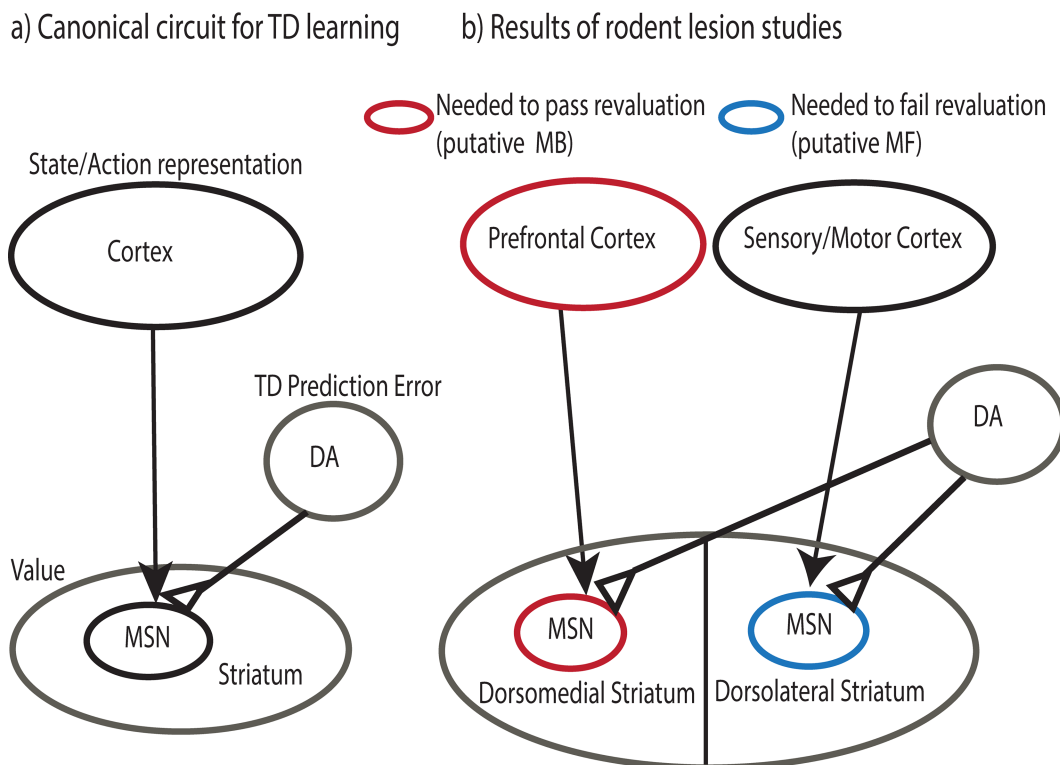 a) Canonical circuit for TD learning
State/Action representation
Cortex
TD Prediction Error
DA
Value
MSN
Striatum
b) Results of rodent lesion studies
Needed to pass revaluation
(putative MB)
Needed to fail revaluation
(putative MF)
Prefrontal Cortex
Sensory/Motor Cortex
DA
MSN
MSN
Dorsomedial Striatum
Dorsolateral Striatum